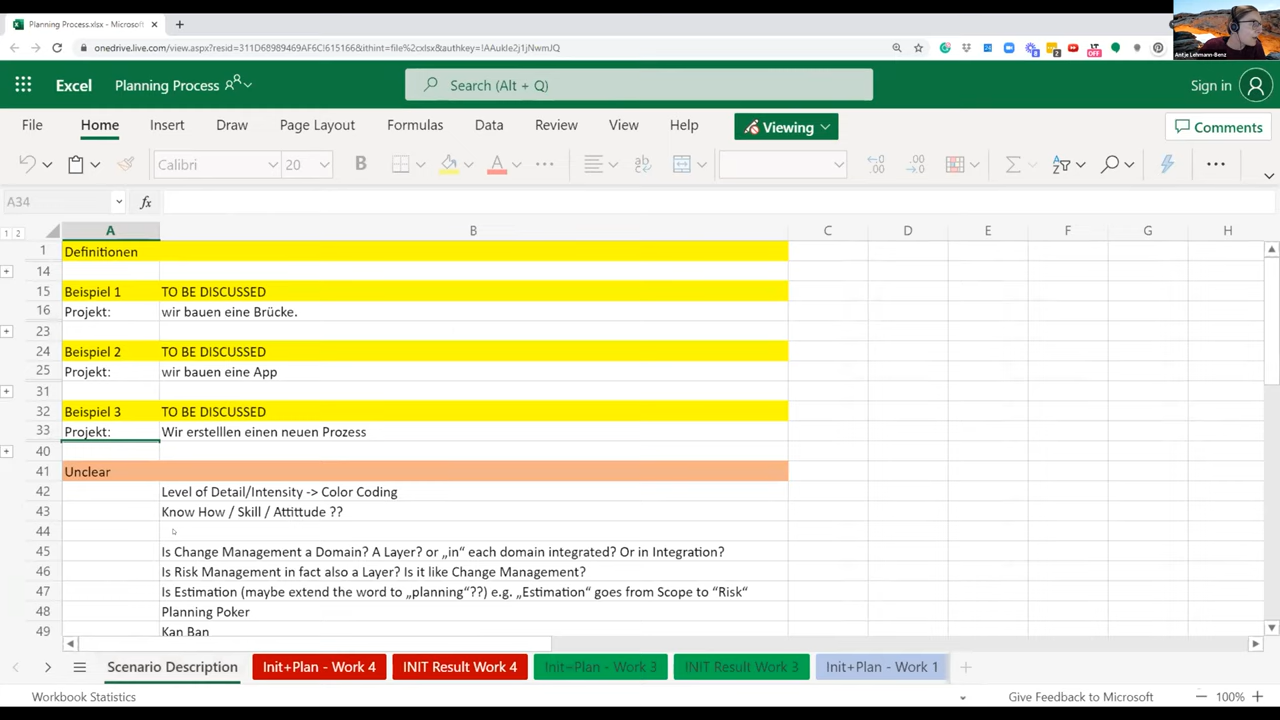 Planning Process.xlsx - Microsof
onedrive.live.com/view.aspx?resid=311D68989469AF6C!615166&ithint=file%2cxlsx&authkey=!AAukle2j1jNwmJQ
Antje Lehmann-Benz
Excel
Planning Process
Search (Alt + Q)
Sign in
File
Home
Insert
Draw
Page Layout
Formulas
Data
Review
View
Help
Viewing
Comments
Calibri
20
B
A34
fx
1 2
A B C D E F G H
1 Definitionen
14
15 Beispiel 1 TO BE DISCUSSED
16 Projekt: wir bauen eine Brücke.
23
24 Beispiel 2 TO BE DISCUSSED
25 Projekt: wir bauen eine App
31
32 Beispiel 3 TO BE DISCUSSED
33 Projekt: Wir erstelllen einen neuen Prozess
40
41 Unclear
42 Level of Detail/Intensity -> Color Coding
43 Know How / Skill / Attittude ??
44
45 Is Change Management a Domain? A Layer? or „in“ each domain integrated? Or in Integration?
46 Is Risk Management in fact also a Layer? Is it like Change Management?
47 Is Estimation (maybe extend the word to „planning“??) e.g. „Estimation“ goes from Scope to “Risk“
48 Planning Poker
49 Kan Ban
Scenario Description
Init+Plan - Work 4
INIT Result Work 4
Init+Plan - Work 3
INIT Result Work 3
Init+Plan - Work 1
Workbook Statistics
Give Feedback to Microsoft
100%